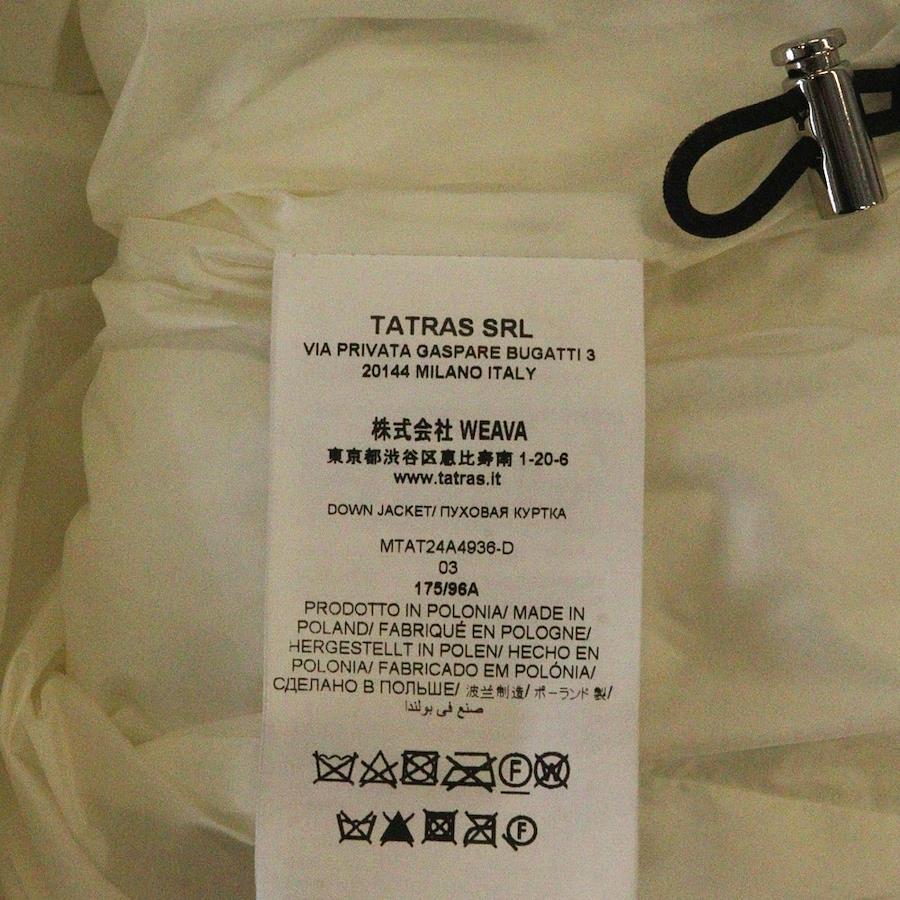 TATRAS SRL
VIA PRIVATA GASPARE BUGATTI 3
20144 MILANO ITALY
株式会社 WEAVA
東京都渋谷区恵比寿南 1-20-6
www.tatras.it
DOWN JACKET/ ПУХОВАЯ КУРТКА
MTAT24A4936-D
03
175/96A
PRODOTTO IN POLONIA/ MADE IN
POLAND/ FABRIQUÉ EN POLOGNE/
HERGESTELLT IN POLEN/ HECHO EN
POLONIA/ FABRICADO EM POLÓNIA/
СДЕЛАНО В ПОЛЬШЕ/ 波兰制造/ ポーランド製/
صنع في بولندا
F W
F